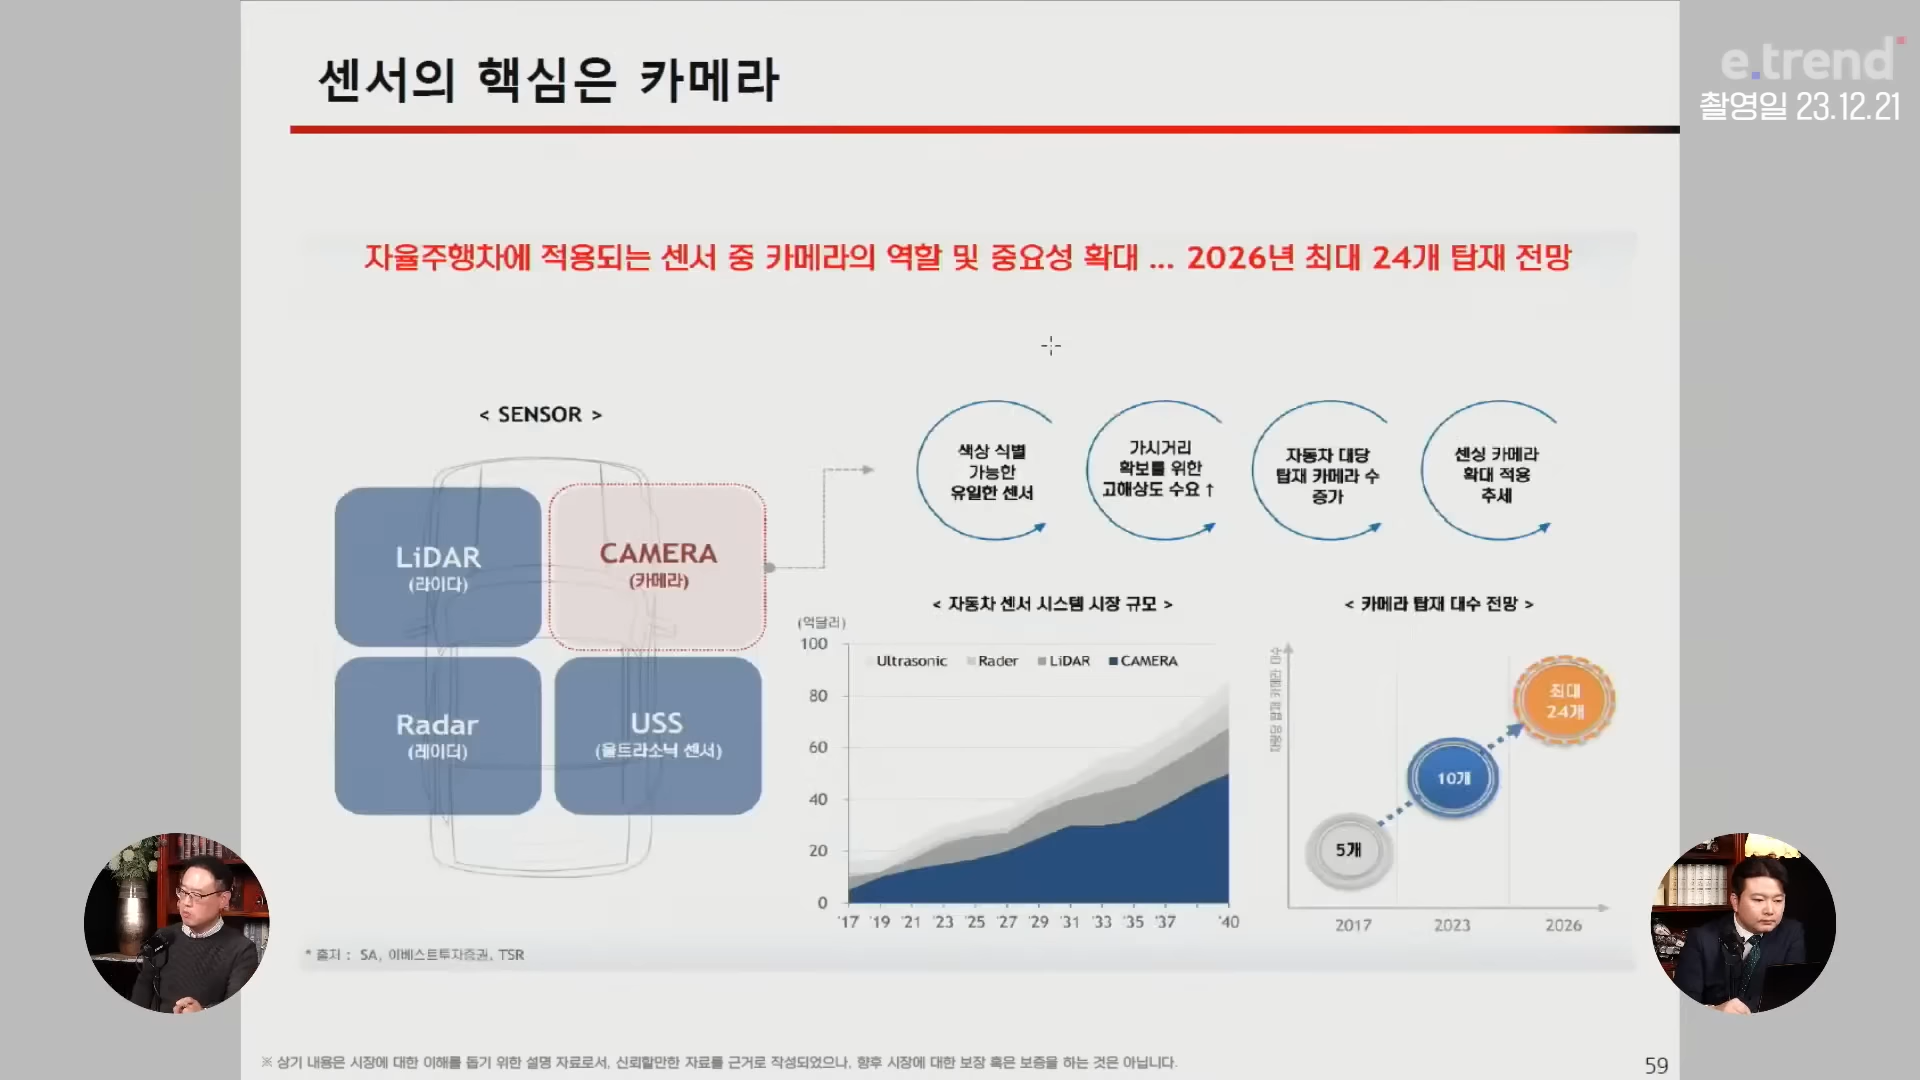 센서의 핵심은 카메라
e.trend
촬영일 23.12.21
자율주행차에 적용되는 센서 중 카메라의 역할 및 중요성 확대 ... 2026년 최대 24개 탑재 전망
< SENSOR >
LiDAR
(라이다)
CAMERA
(카메라)
Radar
(레이더)
USS
(울트라소닉 센서)
색상 식별
가능한
유일한 센서
가시거리
확보를 위한
고해상도 수요 ↑
자동차 대당
탑재 카메라 수
증가
센싱 카메라
확대 적용
추세
< 자동차 센서 시스템 시장 규모 >
(억달러)
Ultrasonic Rader LiDAR CAMERA
100
80
60
40
20
0
'17 '19 '21 '23 '25 '27 '29 '31 '33 '35 '37 '40
< 카메라 탑재 대수 전망 >
차량당 탑재 카메라 대수
최대
24개
10개
5개
2017 2023 2026
* 출처 : SA, 이베스트투자증권, TSR
※ 상기 내용은 시장에 대한 이해를 돕기 위한 설명 자료로서, 신뢰할만한 자료를 근거로 작성되었으나, 향후 시장에 대한 보장 혹은 보증을 하는 것은 아닙니다.
59